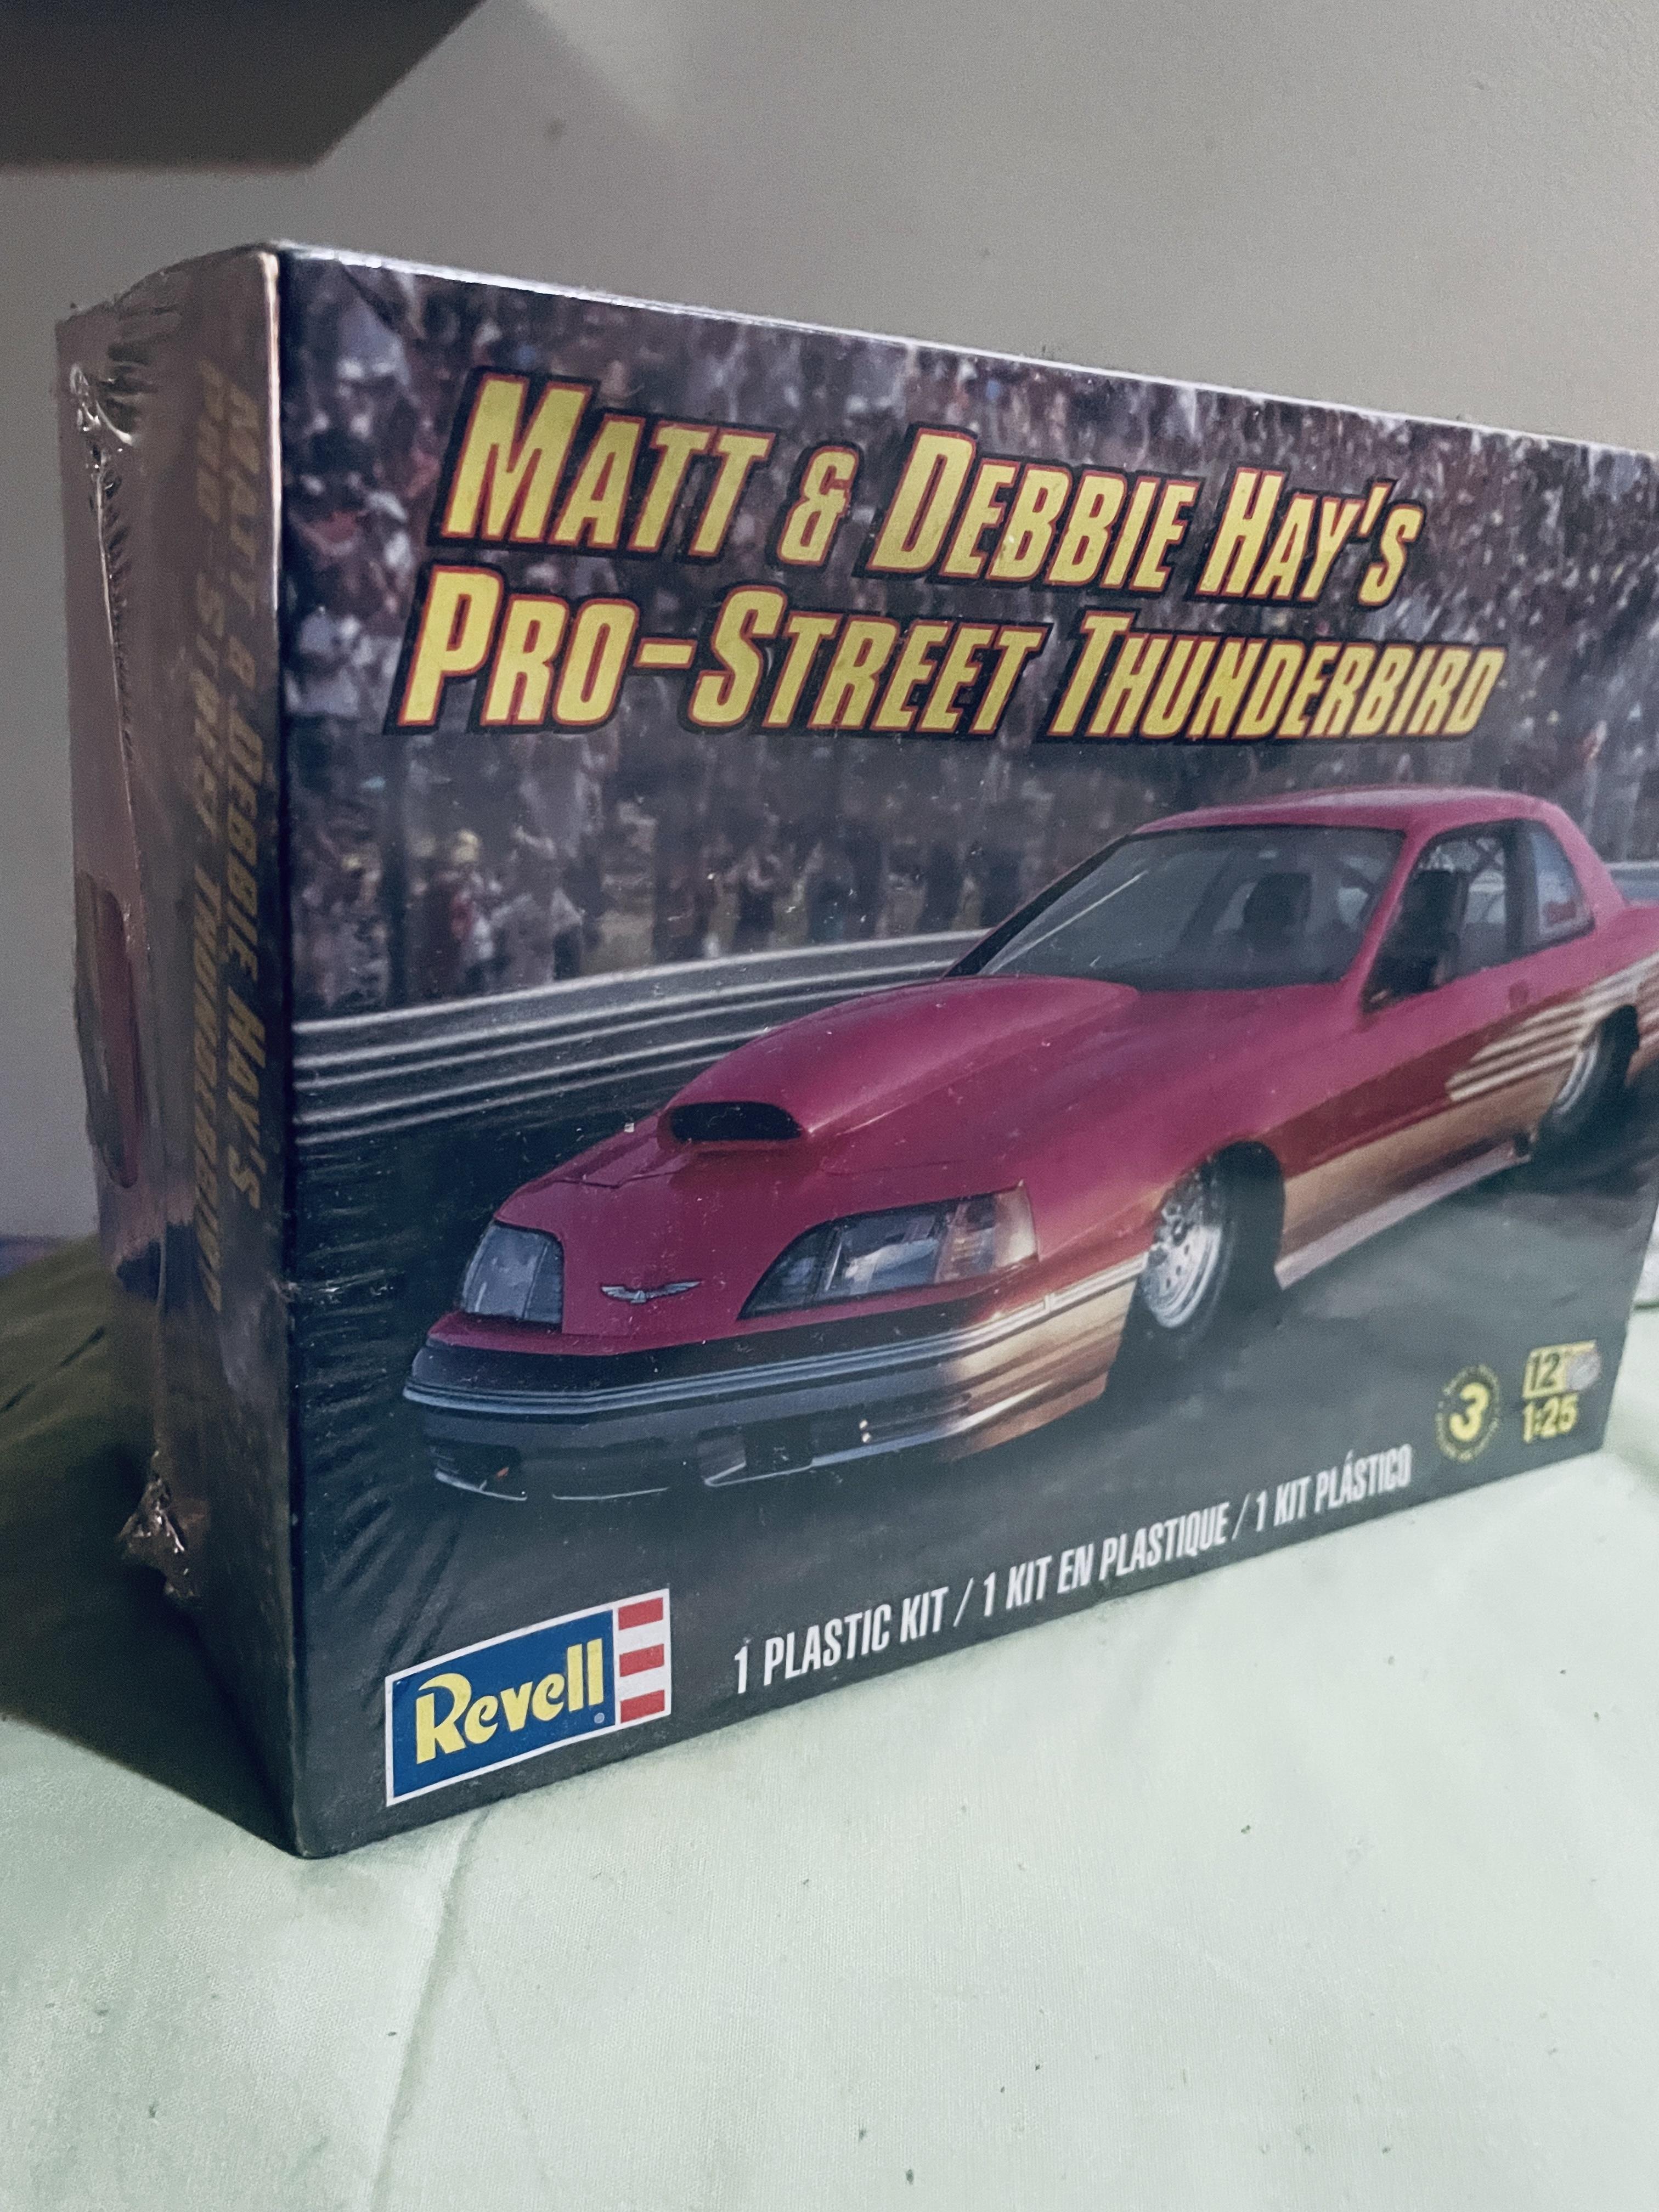 MATT & DEBBIE HAY'S
PRO-STREET THUNDERBIRD
MATT & DEBBIE HAY'S
PRO-STREET THUNDERBIRD
3
12
1:25
1 PLASTIC KIT / 1 KIT EN PLASTIQUE / 1 KIT PLÁSTICO
Revell